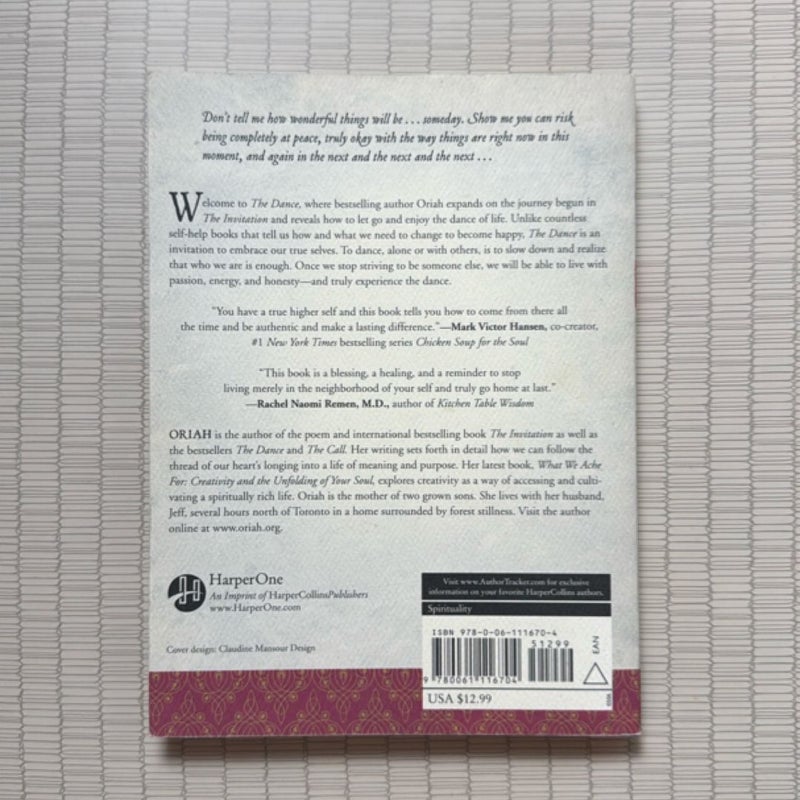 Don't tell me how wonderful things will be . . . someday. Show me you can risk
being completely at peace, truly okay with the way things are right now in this
moment, and again in the next and the next and the next . . .
Welcome to The Dance, where bestselling author Oriah expands on the journey begun in
The Invitation and reveals how to let go and enjoy the dance of life. Unlike countless
self-help books that tell us how and what we need to change to become happy, The Dance is an
invitation to embrace our true selves. To dance, alone or with others, is to slow down and realize
that who we are is enough. Once we stop striving to be someone else, we will be able to live with
passion, energy, and honesty—and truly experience the dance.
"You have a true higher self and this book tells you how to come from there all
the time and be authentic and make a lasting difference."—Mark Victor Hansen, co-creator,
#1 New York Times bestselling series Chicken Soup for the Soul
"This book is a blessing, a healing, and a reminder to stop
living merely in the neighborhood of your self and truly go home at last."
—Rachel Naomi Remen, M.D., author of Kitchen Table Wisdom
ORIAH is the author of the poem and international bestselling book The Invitation as well as
the bestsellers The Dance and The Call. Her writing sets forth in detail how we can follow the
thread of our heart's longing into a life of meaning and purpose. Her latest book, What We Ache
For: Creativity and the Unfolding of Your Soul, explores creativity as a way of accessing and culti-
vating a spiritually rich life. Oriah is the mother of two grown sons. She lives with her husband,
Jeff, several hours north of Toronto in a home surrounded by forest stillness. Visit the author
online at www.oriah.org.
HarperOne
An Imprint of HarperCollinsPublishers
www.HarperOne.com
Cover design: Claudine Mansour Design
Visit www.AuthorTracker.com for exclusive
information on your favorite HarperCollins authors.
Spirituality
ISBN 978-0-06-111670-4
51299
EAN
9 780061 116704
USA $12.99